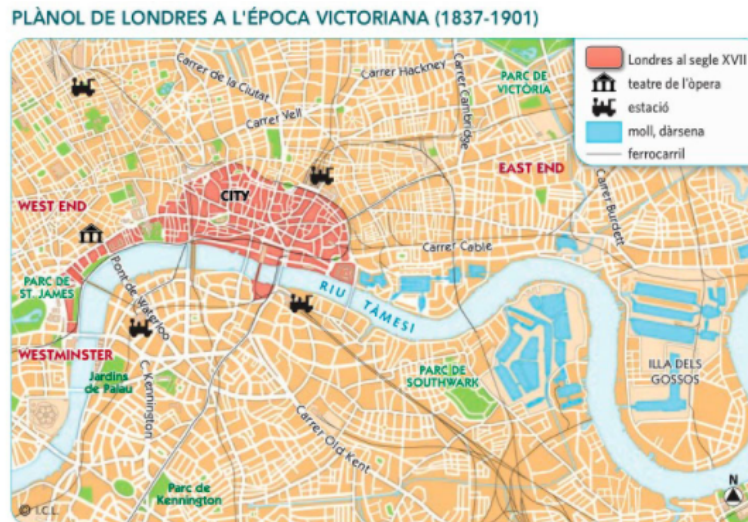 PLÀNOL DE LONDRES A L'ÉPOCA VICTORIANA (1837-1901)
Londres al segle XVII
teatre de l'òpera
estació
moll, dàrsena
ferrocarril
Carrer de la Ciutat
Carrer Hackney
Carrer Cambridge
PARC DE
VICTÒRIA
Carrer Vell
EAST END
CITY
WEST END
Carrer Burdett
Carrer Cable
PARC DE
ST. JAMES
Pont de Waterloo
RIU TÀMESI
WESTMINSTER
Jardins
de Palau
C. Kennington
PARC DE
SOUTHWARK
ILLA DELS
GOSSOS
Carrer Old Kent
Parc de
Kennington
N
© I.C.L.